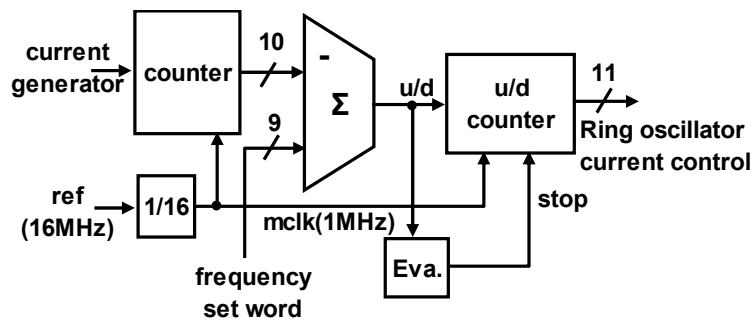 current
generator
counter
10
-
Σ
9
u/d
u/d
counter
11
Ring oscillator
current control
ref
(16MHz)
1/16
mclk(1MHz)
stop
Eva.
frequency
set word